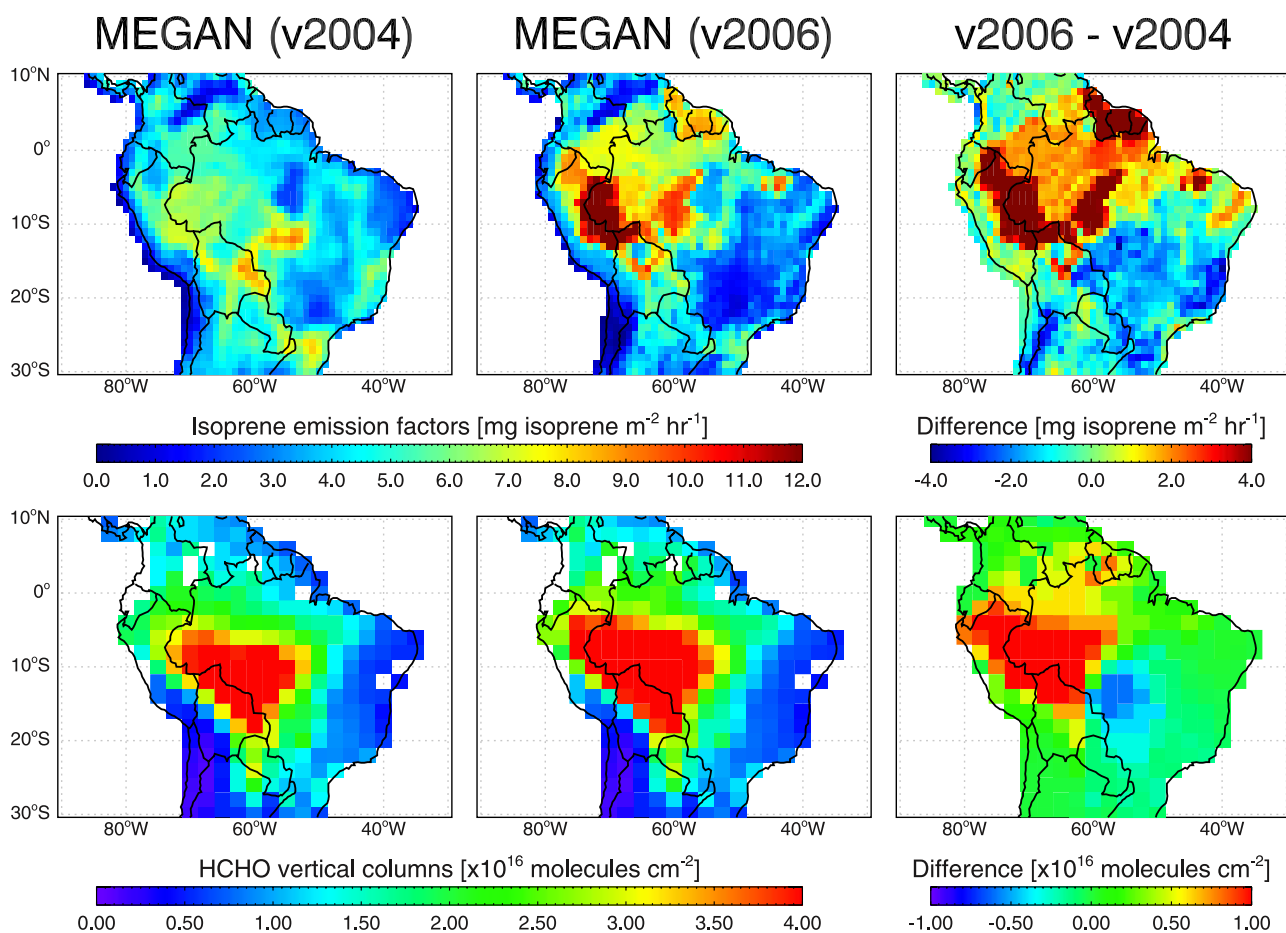 MEGAN (v2004) MEGAN (v2006) v2006 - v2004
10°N
0°
10°S
20°S
30°S
80°W 60°W 40°W 80°W 60°W 40°W 80°W 60°W 40°W
Isoprene emission factors [mg isoprene m⁻² hr⁻¹] Difference [mg isoprene m⁻² hr⁻¹]
0.0 1.0 2.0 3.0 4.0 5.0 6.0 7.0 8.0 9.0 10.0 11.0 12.0 -4.0 -2.0 0.0 2.0 4.0
10°N
0°
10°S
20°S
30°S
80°W 60°W 40°W 80°W 60°W 40°W 80°W 60°W 40°W
HCHO vertical columns [x10¹⁶ molecules cm⁻²] Difference [x10¹⁶ molecules cm⁻²]
0.00 0.50 1.00 1.50 2.00 2.50 3.00 3.50 4.00 -1.00 -0.50 0.00 0.50 1.00